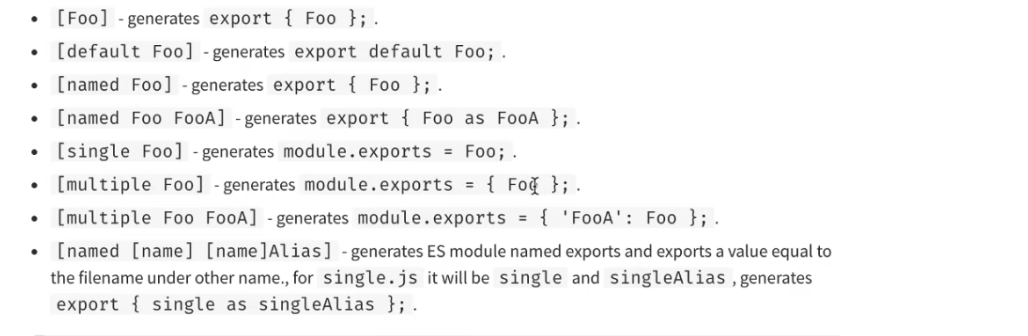 • [Foo] - generates export { Foo }; .
• [default Foo] - generates export default Foo; .
• [named Foo] - generates export { Foo }; .
• [named Foo FooA] - generates export { Foo as FooA }; .
• [single Foo] - generates module.exports = Foo; .
• [multiple Foo] - generates module.exports = { Foo }; .
• [multiple Foo FooA] - generates module.exports = { 'FooA': Foo }; .
• [named [name] [name]Alias] - generates ES module named exports and exports a value equal to
the filename under other name., for single.js it will be single and singleAlias , generates
export { single as singleAlias }; .